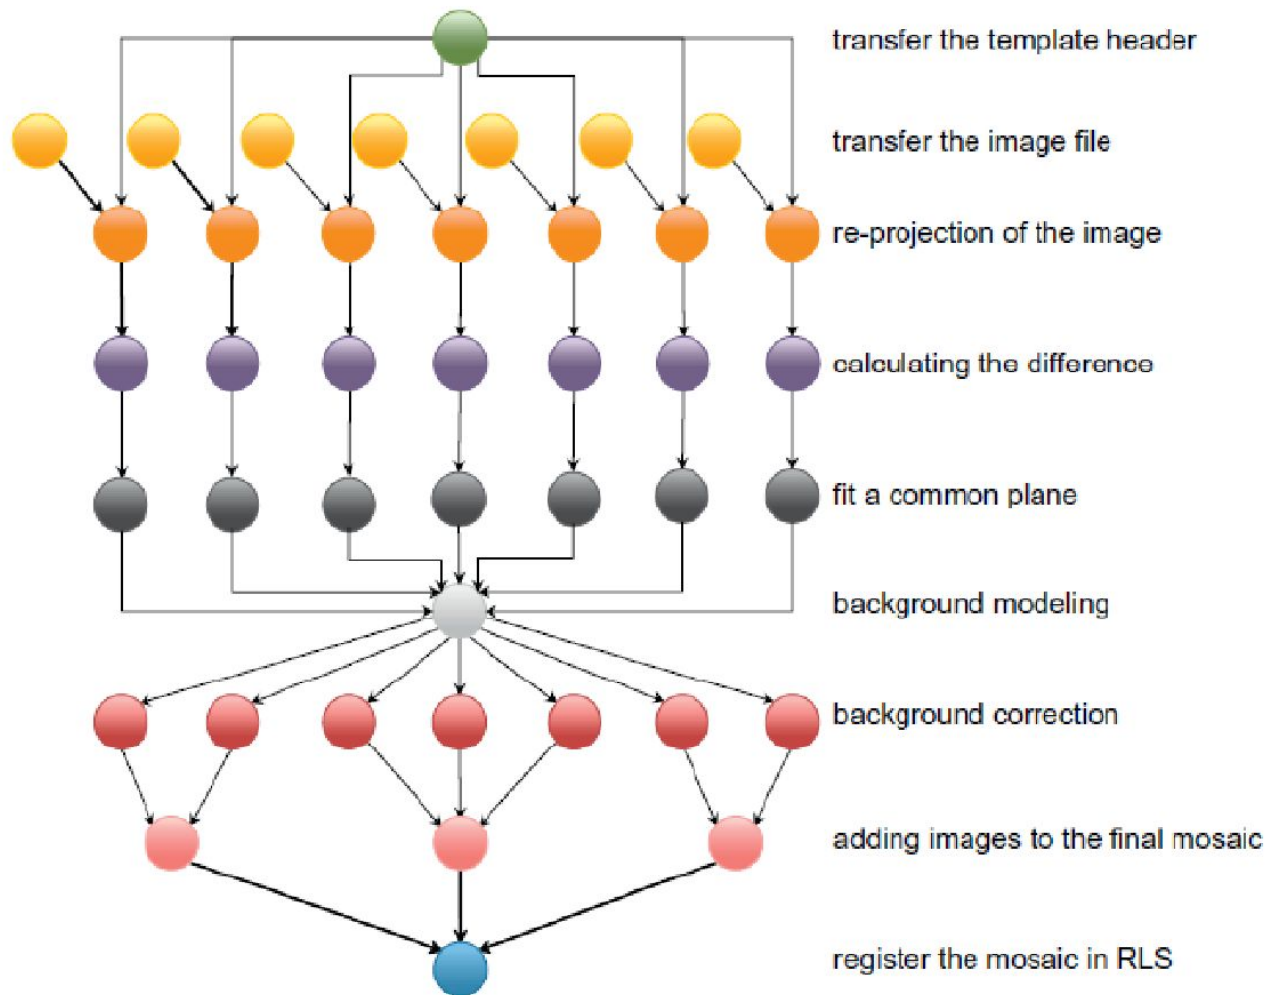 transfer the template header
transfer the image file
re-projection of the image
calculating the difference
fit a common plane
background modeling
background correction
adding images to the final mosaic
register the mosaic in RLS